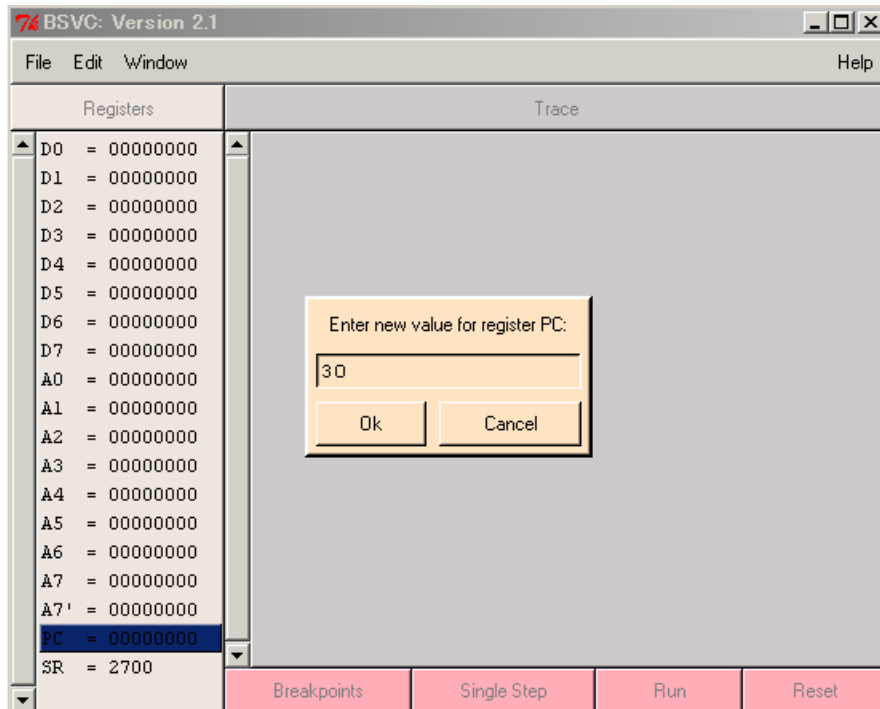 BSVC: Version 2.1
File Edit Window Help
Registers Trace
D0 = 00000000
D1 = 00000000
D2 = 00000000
D3 = 00000000
D4 = 00000000
D5 = 00000000
D6 = 00000000
D7 = 00000000
A0 = 00000000
A1 = 00000000
A2 = 00000000
A3 = 00000000
A4 = 00000000
A5 = 00000000
A6 = 00000000
A7 = 00000000
A7' = 00000000
PC = 00000000
SR = 2700
Enter new value for register PC:
30
Ok Cancel
Breakpoints Single Step Run Reset